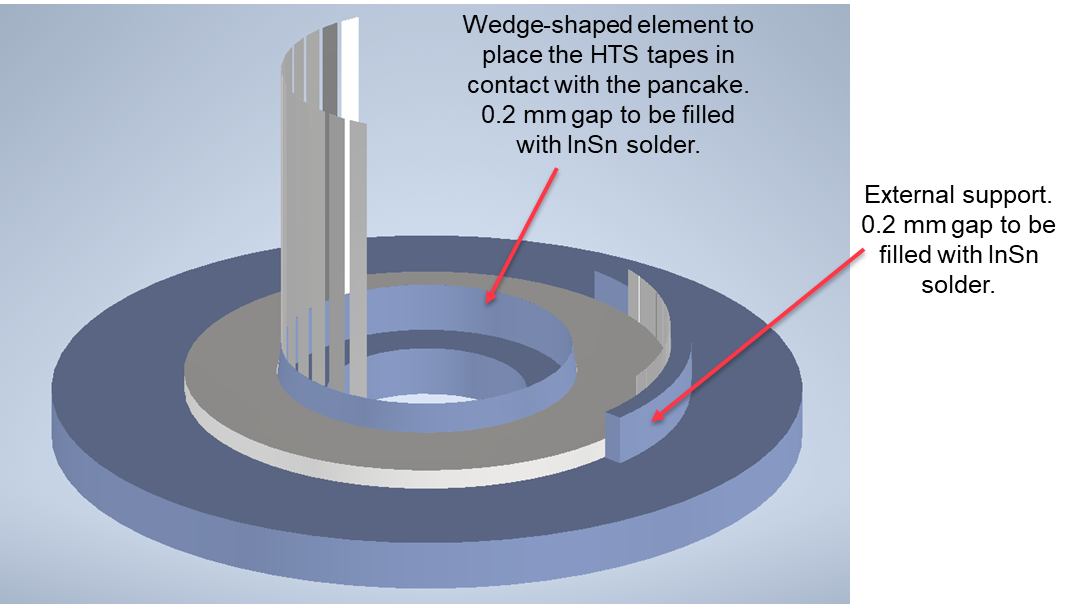 Wedge-shaped element to
place the HTS tapes in
contact with the pancake.
0.2 mm gap to be filled
with InSn solder.
External support.
0.2 mm gap to be
filled with InSn
solder.